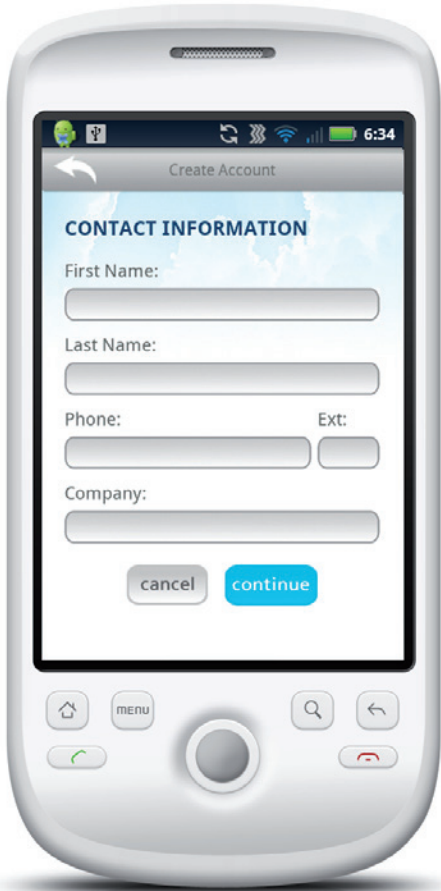 6:34
Create Account
CONTACT INFORMATION
First Name:
Last Name:
Phone: Ext:
Company:
cancel continue
MENU